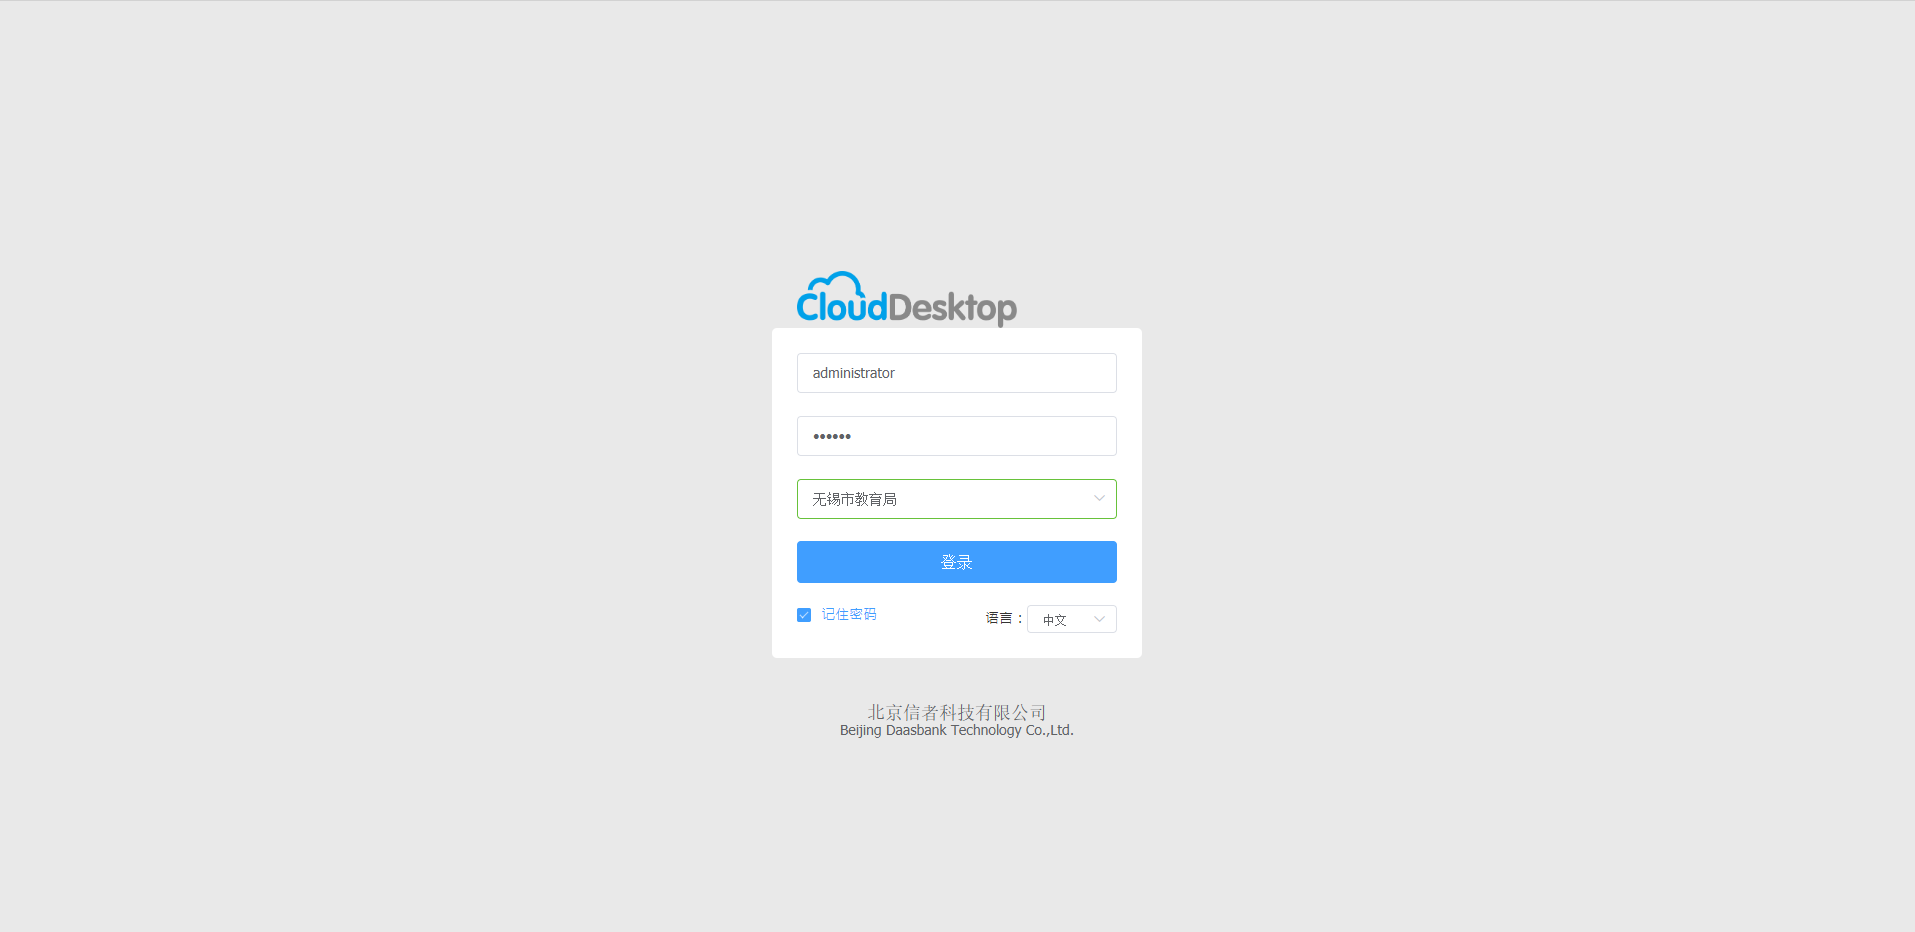 CloudDesktop
administrator
••••••
无锡市教育局
登录
记住密码
语言：
中文
北京信者科技有限公司
Beijing Daasbank Technology Co.,Ltd.